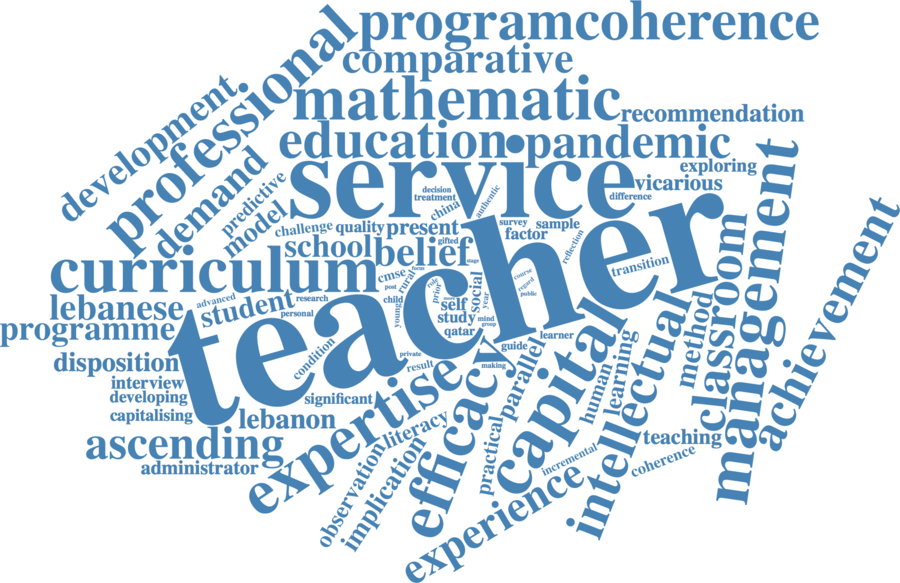 programcoherence
comparative
professional
mathematic
recommendation
development
education
pandemic
demand
service
exploring
vicarious
difference
predictive
model
decision
treatment
china
authentic
challenge
quality
present
survey
sample
factor
gifted
reflection
school
belief
stage
transition
curriculum
cmse
focus
rural
post
role
prior
social
course
regard
public
lebanese
advanced
student
research
personal
child
young
self
study
year
mind
group
qatar
teacher
programme
classroom
management
achievement
disposition
condition
private
result
guide
learner
making
parallel
capital
intellectual
method
interview
developing
capitalising
significant
lebanon
expertise
efficacy
human
learning
ascending
literacy
practical
teaching
administrator
observation
implication
incremental
coherence
experience